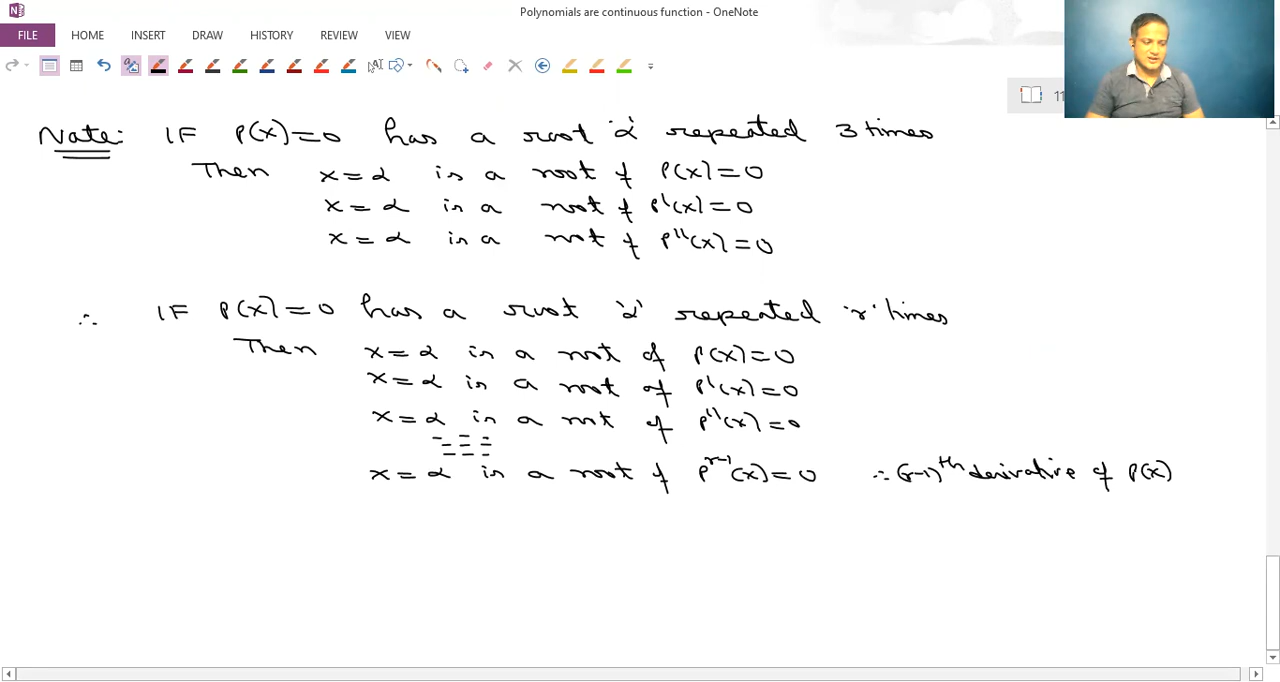 Polynomials are continuous function - OneNote
FILE HOME INSERT DRAW HISTORY REVIEW VIEW
11
Note: IF P(x)=0 has a root 'α' repeated 3 times
Then x=α is a root of P(x)=0
x=α is a root of P'(x)=0
x=α is a root of P''(x)=0
∴ IF P(x)=0 has a root 'α' repeated 'r' times
Then x=α is a root of P(x)=0
x=α is a root of P'(x)=0
x=α is a root of P''(x)=0
x=α is a root of P^{r-1}(x)=0 ∴ (r-1)^{th} derivative of P(x)